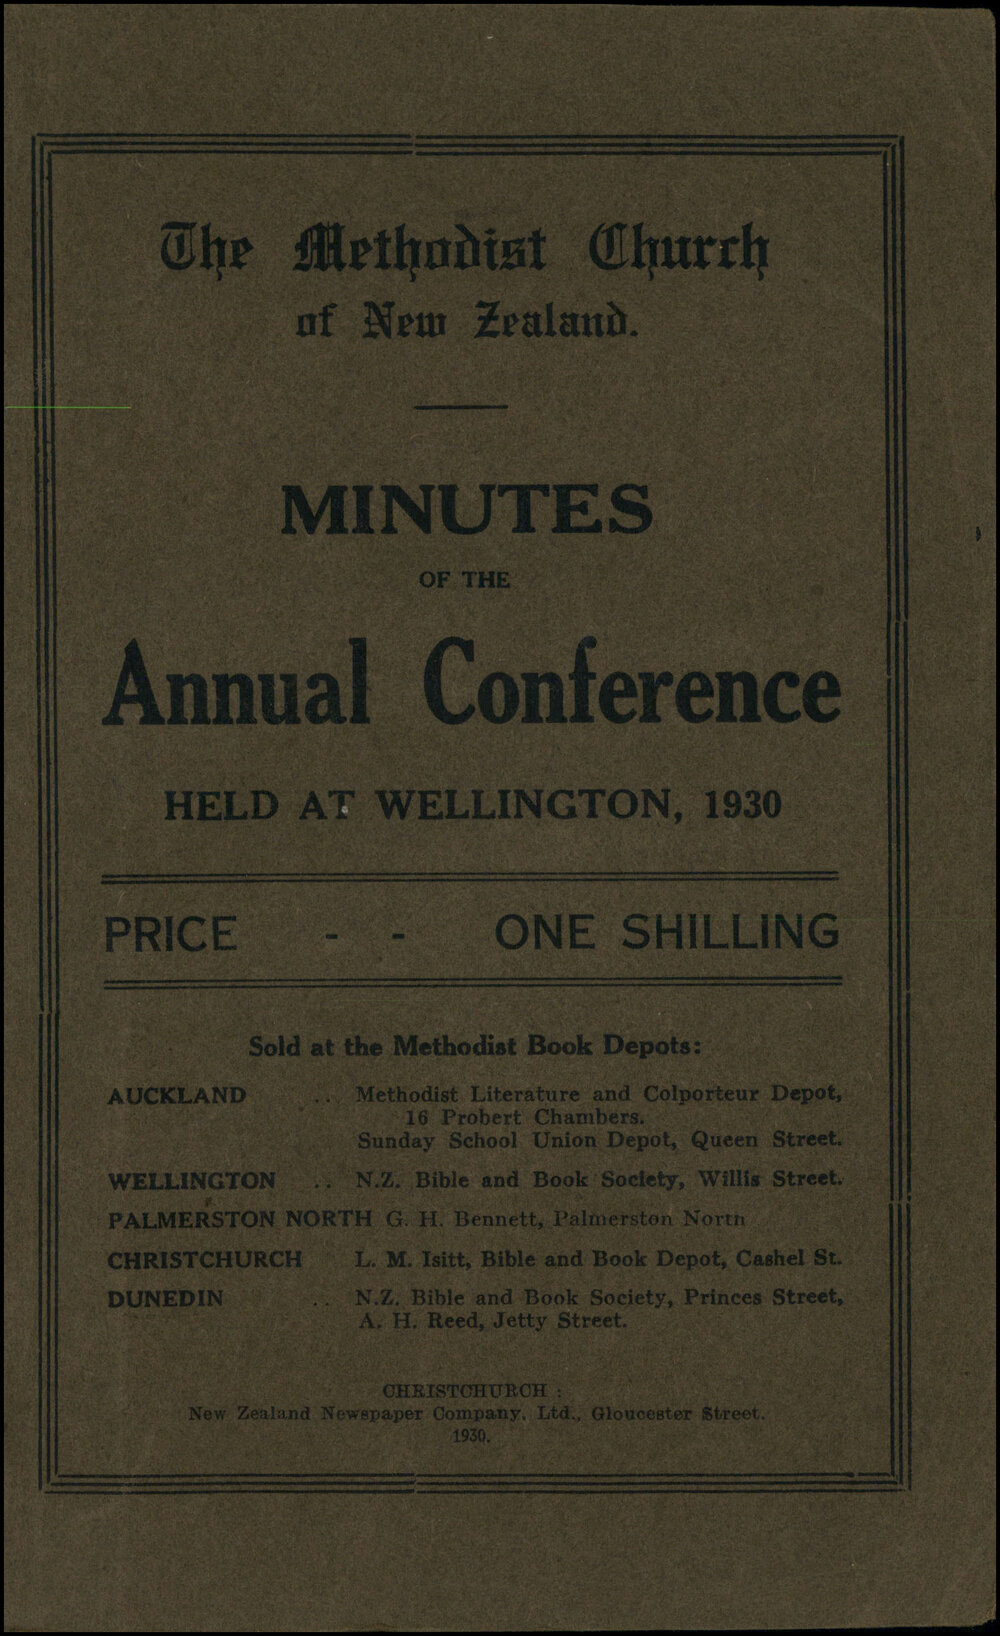 The Methodist Church
of New Zealand.
MINUTES
OF THE
Annual Conference
HELD AT WELLINGTON, 1930
PRICE - - ONE SHILLING
Sold at the Methodist Book Depots:
AUCKLAND .. Methodist Literature and Colporteur Depot,
16 Probert Chambers.
Sunday School Union Depot, Queen Street.
WELLINGTON .. N.Z. Bible and Book Society, Willis Street.
PALMERSTON NORTH G. H. Bennett, Palmerston North
CHRISTCHURCH L. M. Isitt, Bible and Book Depot, Cashel St.
DUNEDIN .. N.Z. Bible and Book Society, Princes Street,
A. H. Reed, Jetty Street.
CHRISTCHURCH :
New Zealand Newspaper Company, Ltd., Gloucester Street.
1930.